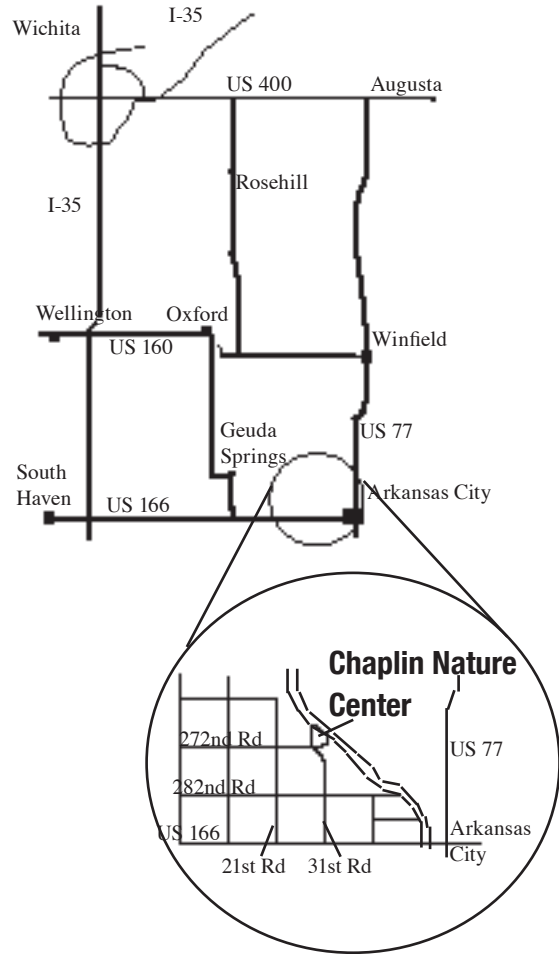 I-35
Wichita
US 400
Augusta
Rosehill
I-35
Wellington
Oxford
Winfield
US 160
Geuda
Springs
US 77
South
Haven
Arkansas City
US 166
Chaplin Nature
Center
272nd Rd
US 77
282nd Rd
US 166
Arkansas
City
21st Rd
31st Rd